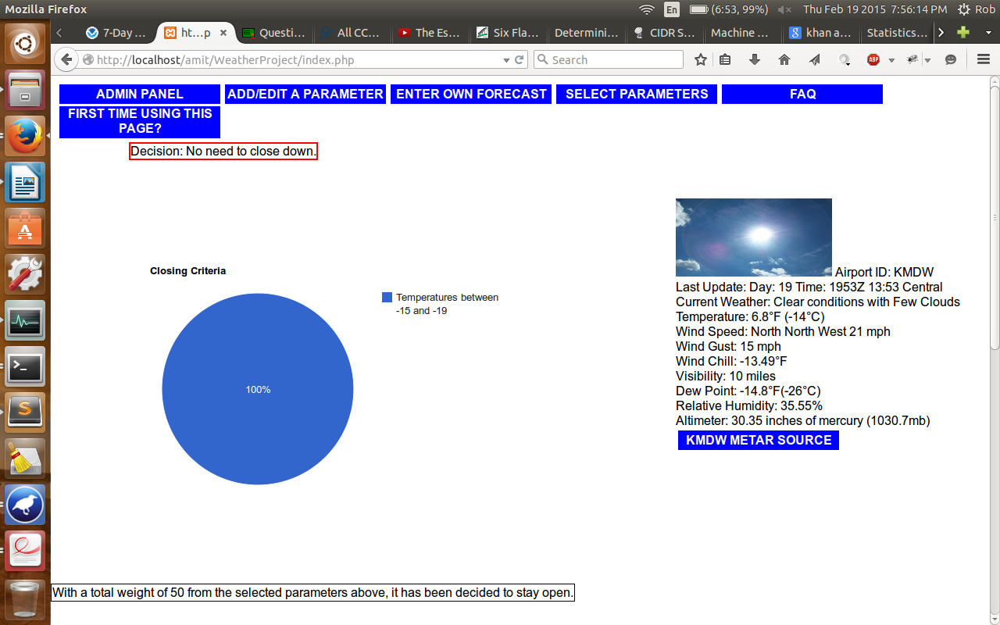 Mozilla Firefox
En
(6:53, 99%)
Thu Feb 19 2015 7:56:14 PM
Rob
7-Day ...
ht...p
Questi...
All CC...
The Es...
Six Fla...
Determini...
CIDR S...
Machine ...
khan a...
Statistics...
http://localhost/amit/WeatherProject/index.php
Search
ABP
ADMIN PANEL
ADD/EDIT A PARAMETER
ENTER OWN FORECAST
SELECT PARAMETERS
FAQ
FIRST TIME USING THIS
PAGE?
Decision: No need to close down.
Closing Criteria
Temperatures between
-15 and -19
100%
Airport ID: KMDW
Last Update: Day: 19 Time: 1953Z 13:53 Central
Current Weather: Clear conditions with Few Clouds
Temperature: 6.8°F (-14°C)
Wind Speed: North North West 21 mph
Wind Gust: 15 mph
Wind Chill: -13.49°F
Visibility: 10 miles
Dew Point: -14.8°F(-26°C)
Relative Humidity: 35.55%
Altimeter: 30.35 inches of mercury (1030.7mb)
KMDW METAR SOURCE
With a total weight of 50 from the selected parameters above, it has been decided to stay open.